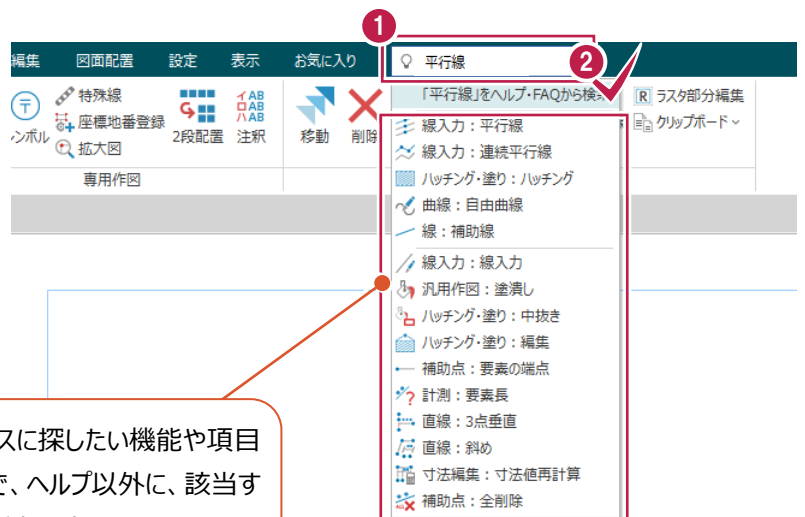 1
編集 図面配置 設定 表示 お気に入り 平行線
2
「平行線」をヘルプ・FAQから検索
特殊線
座標地番登録
拡大図
ンボル
2段配置
注釈
移動
削除
ラスタ部分編集
クリップボード
専用作図
線入力：平行線
線入力：連続平行線
ハッチング・塗り：ハッチング
曲線：自由曲線
線：補助線
線入力：線入力
汎用作図：塗潰し
ハッチング・塗り：中抜き
ハッチング・塗り：編集
補助点：要素の端点
計測：要素長
直線：3点垂直
直線：斜め
寸法編集：寸法値再計算
補助点：全削除
スに探したい機能や項目
で、ヘルプ以外に、該当す